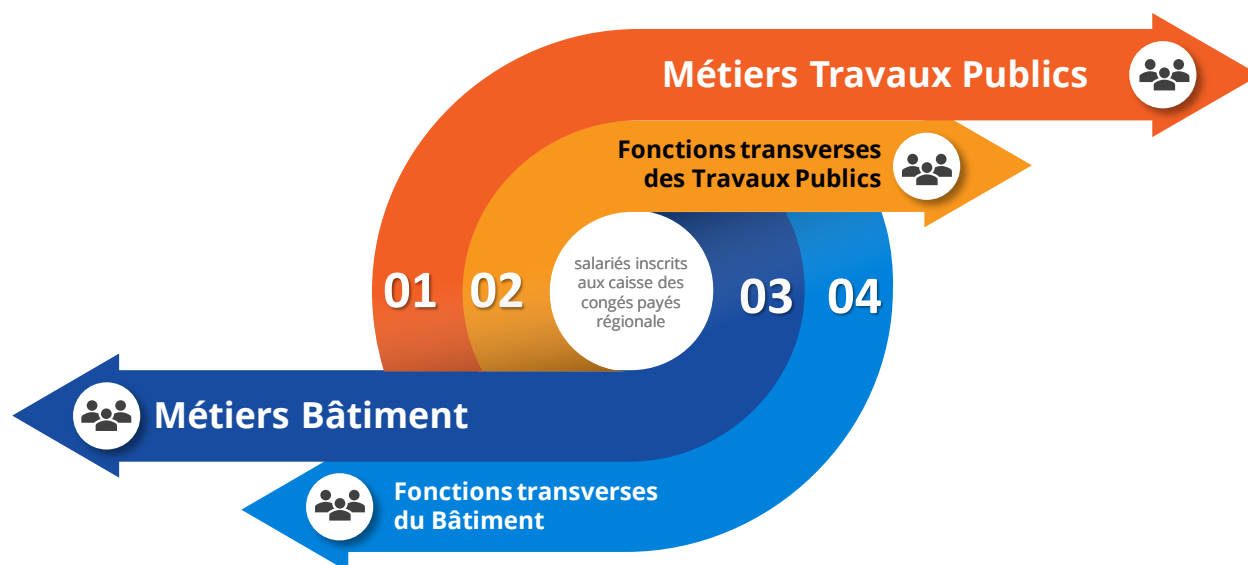 Métiers Travaux Publics
Fonctions transverses
des Travaux Publics
salariés inscrits
aux caisse des
congés payés
régionale
01
02
03
04
Métiers Bâtiment
Fonctions transverses
du Bâtiment